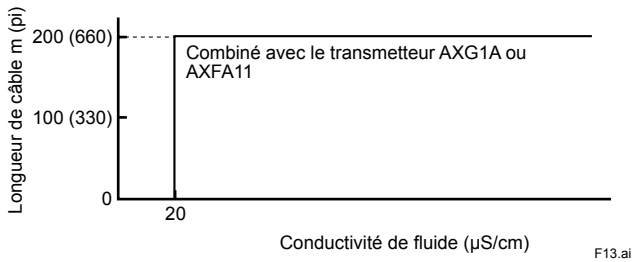 Longueur de câble m (pi)
200 (660)
Combiné avec le transmetteur AXG1A ou
AXFA11
100 (330)
0
20
Conductivité de fluide (µS/cm)
F13.ai